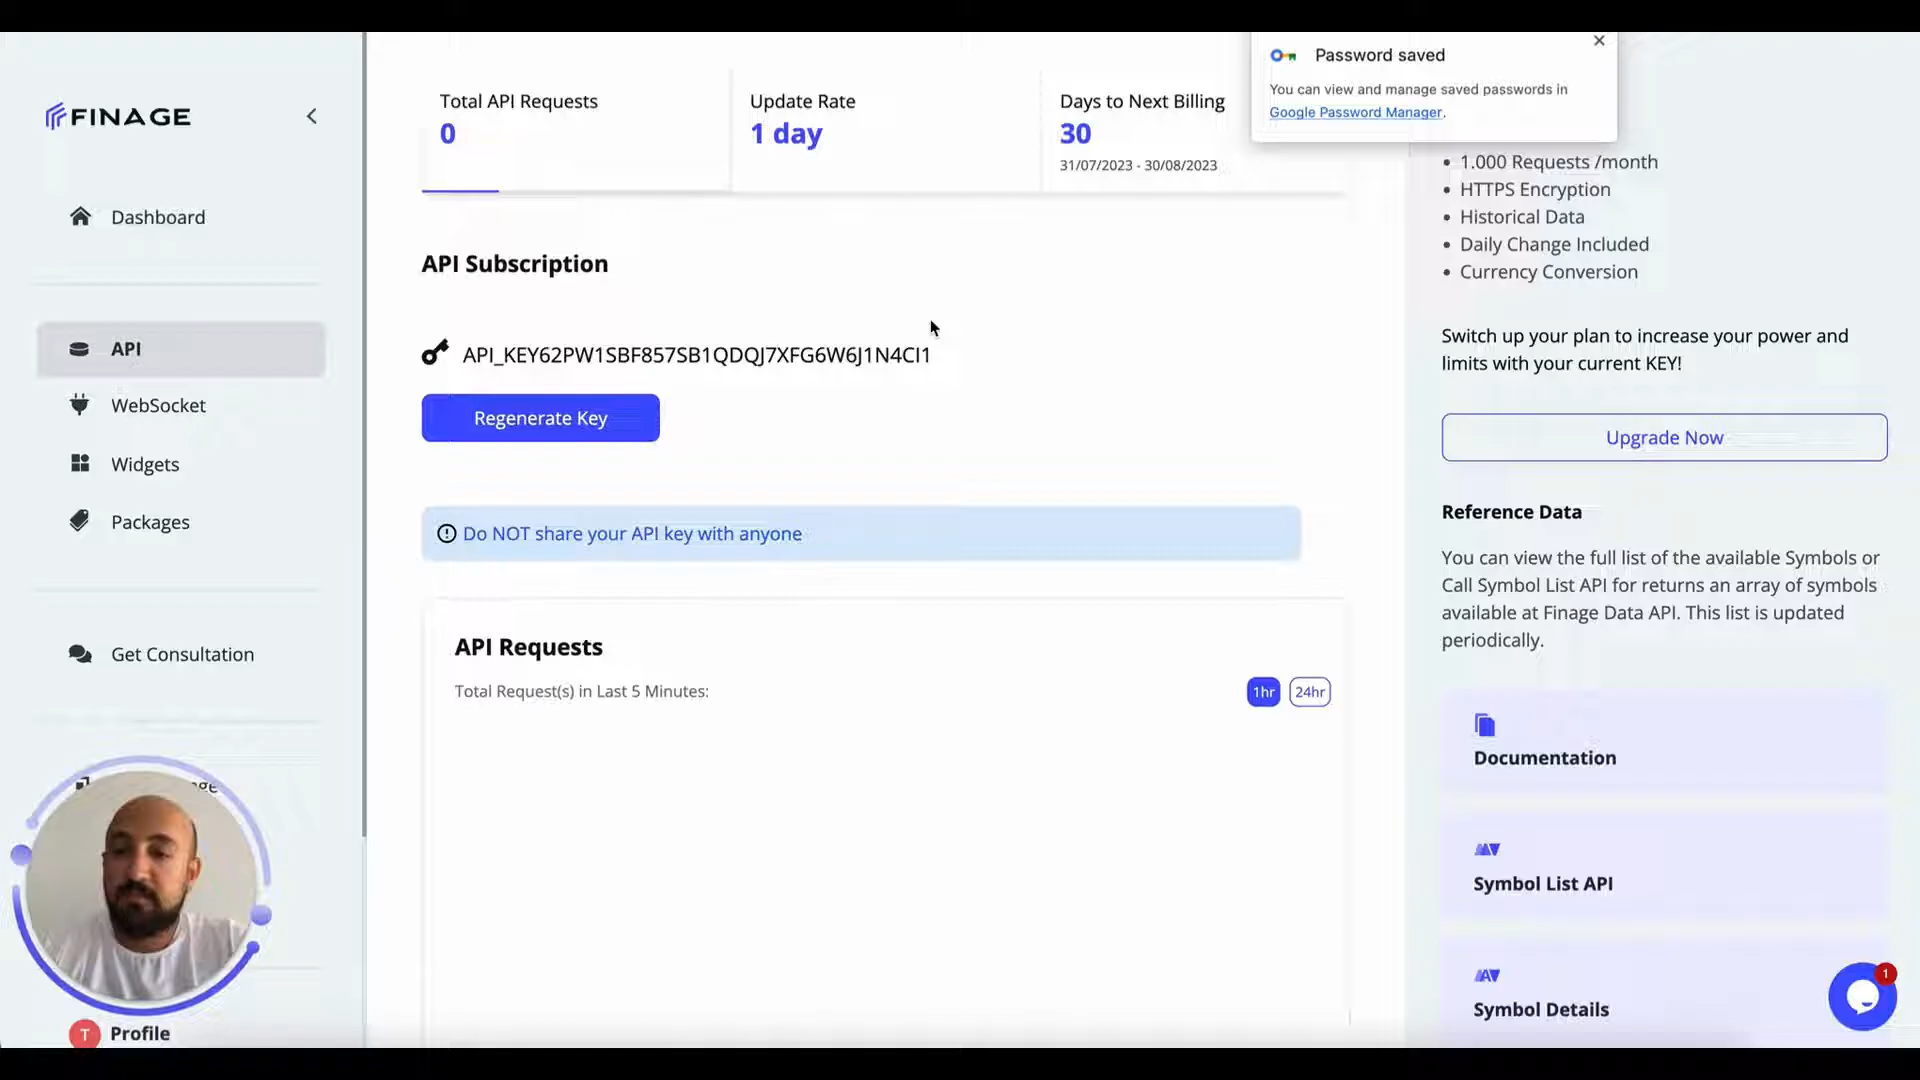 FINAGE
Dashboard
API
WebSocket
Widgets
Packages
Get Consultation
Profile
T
Total API Requests
0
Update Rate
1 day
Days to Next Billing
30
31/07/2023 - 30/08/2023
API Subscription
API_KEY62PW1SBF857SB1QDQJ7XFG6W6J1N4CI1
Regenerate Key
Do NOT share your API key with anyone
API Requests
Total Request(s) in Last 5 Minutes:
1hr
24hr
Password saved
You can view and manage saved passwords in
Google Password Manager.
1.000 Requests /month
HTTPS Encryption
Historical Data
Daily Change Included
Currency Conversion
Switch up your plan to increase your power and
limits with your current KEY!
Upgrade Now
Reference Data
You can view the full list of the available Symbols or
Call Symbol List API for returns an array of symbols
available at Finage Data API. This list is updated
periodically.
Documentation
Symbol List API
Symbol Details
1